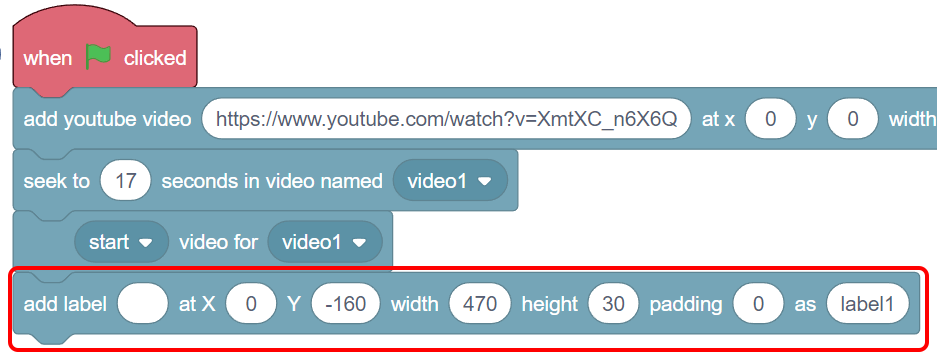 when clicked
add youtube video https://www.youtube.com/watch?v=XmtXC_n6X6Q at x 0 y 0 width
seek to 17 seconds in video named video1
start video for video1
add label at X 0 Y -160 width 470 height 30 padding 0 as label1